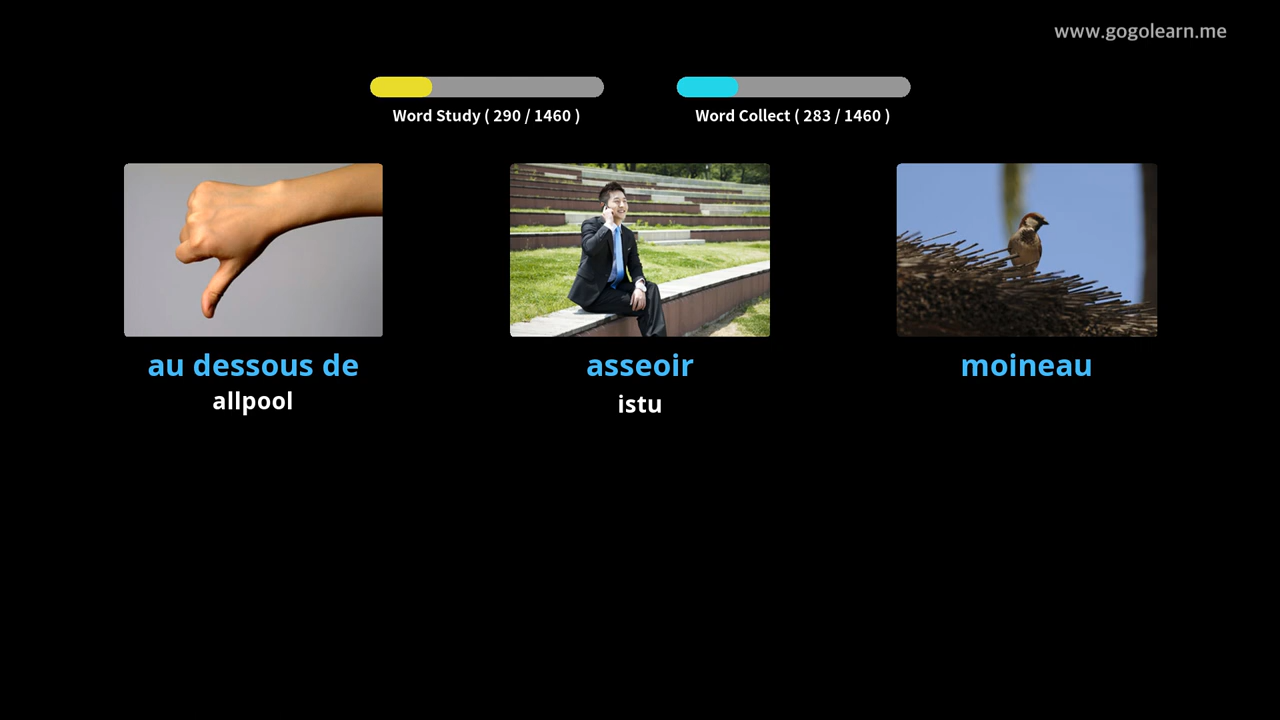 www.gogolearn.me
Word Study ( 290 / 1460 )
Word Collect ( 283 / 1460 )
au dessous de
allpool
asseoir
istu
moineau